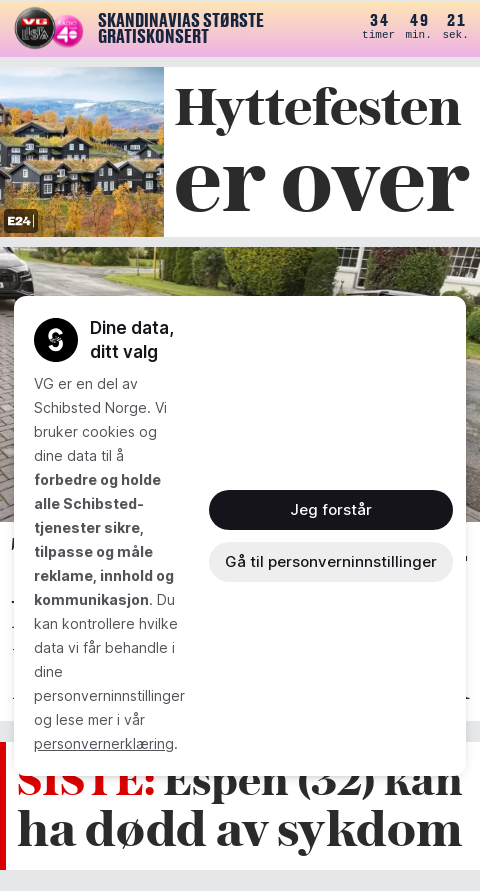 VG
RADIO
SKANDINAVIAS STØRSTE
GRATISKONSERT
34 49 21
timer min. sek.
Hyttefesten
er over
E24
Dine data,
ditt valg
VG er en del av
Schibsted Norge. Vi
bruker cookies og
dine data til å
forbedre og holde
alle Schibsted-
tjenester sikre,
tilpasse og måle
reklame, innhold og
kommunikasjon. Du
kan kontrollere hvilke
data vi får behandle i
dine
personverninnstillinger
og lese mer i vår
personvernerklæring.
Jeg forstår
Gå til personverninnstillinger
SISTE: Espen (32) kan
ha dødd av sykdom